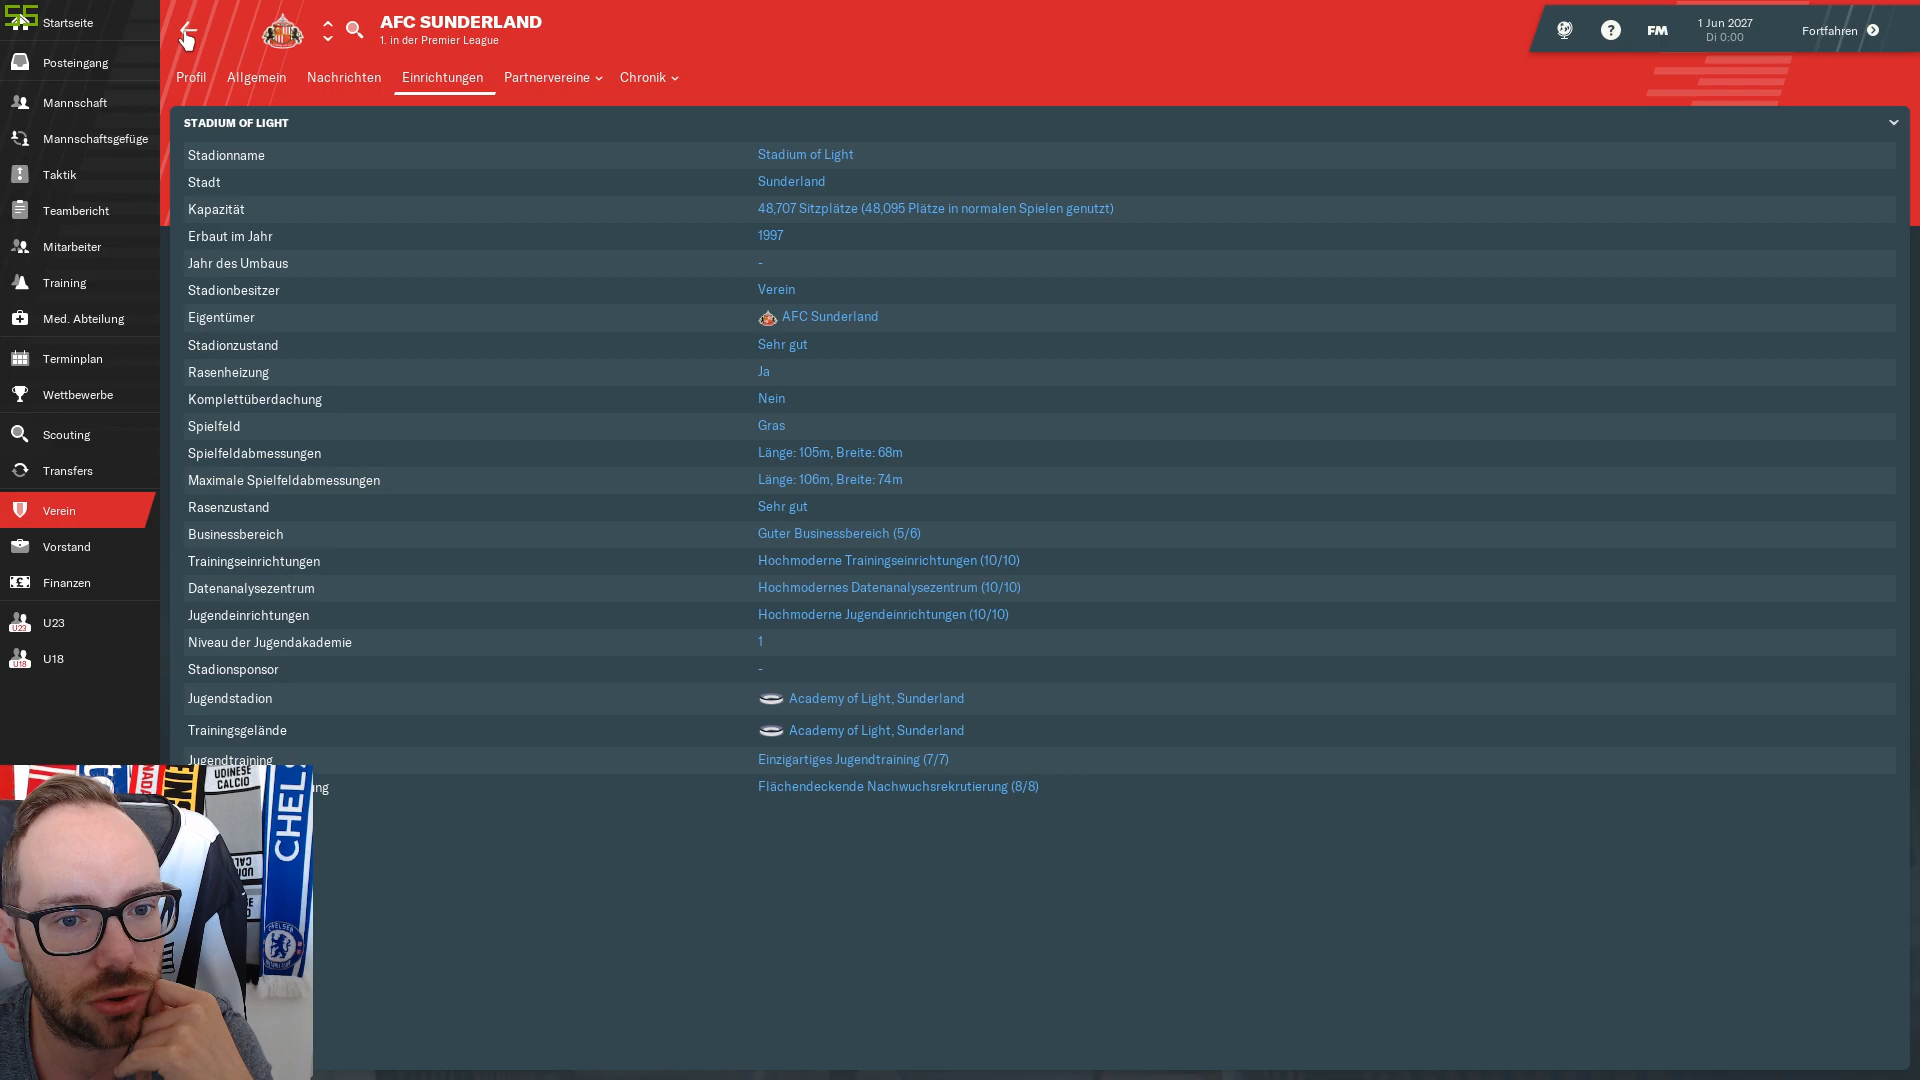 55
Startseite
Posteingang
Mannschaft
Mannschaftsgefüge
Taktik
Teambericht
Mitarbeiter
Training
Med. Abteilung
Terminplan
Wettbewerbe
Scouting
Transfers
Verein
Vorstand
Finanzen
U23
U23
U18
U18
AFC SUNDERLAND
1. in der Premier League
? FM
1 Jun 2027
Di 0:00
Fortfahren
Profil Allgemein Nachrichten Einrichtungen Partnervereine Chronik
STADIUM OF LIGHT
Stadionname Stadium of Light
Stadt Sunderland
Kapazität 48,707 Sitzplätze (48,095 Plätze in normalen Spielen genutzt)
Erbaut im Jahr 1997
Jahr des Umbaus -
Stadionbesitzer Verein
Eigentümer AFC Sunderland
Stadionzustand Sehr gut
Rasenheizung Ja
Komplettüberdachung Nein
Spielfeld Gras
Spielfeldabmessungen Länge: 105m, Breite: 68m
Maximale Spielfeldabmessungen Länge: 106m, Breite: 74m
Rasenzustand Sehr gut
Businessbereich Guter Businessbereich (5/6)
Trainingseinrichtungen Hochmoderne Trainingseinrichtungen (10/10)
Datenanalysezentrum Hochmodernes Datenanalysezentrum (10/10)
Jugendeinrichtungen Hochmoderne Jugendeinrichtungen (10/10)
Niveau der Jugendakademie 1
Stadionsponsor -
Jugendstadion Academy of Light, Sunderland
Trainingsgelände Academy of Light, Sunderland
Jugendtraining Einzigartiges Jugendtraining (7/7)
ng Flächendeckende Nachwuchsrekrutierung (8/8)
UDINESE
CALCIO
CHELS